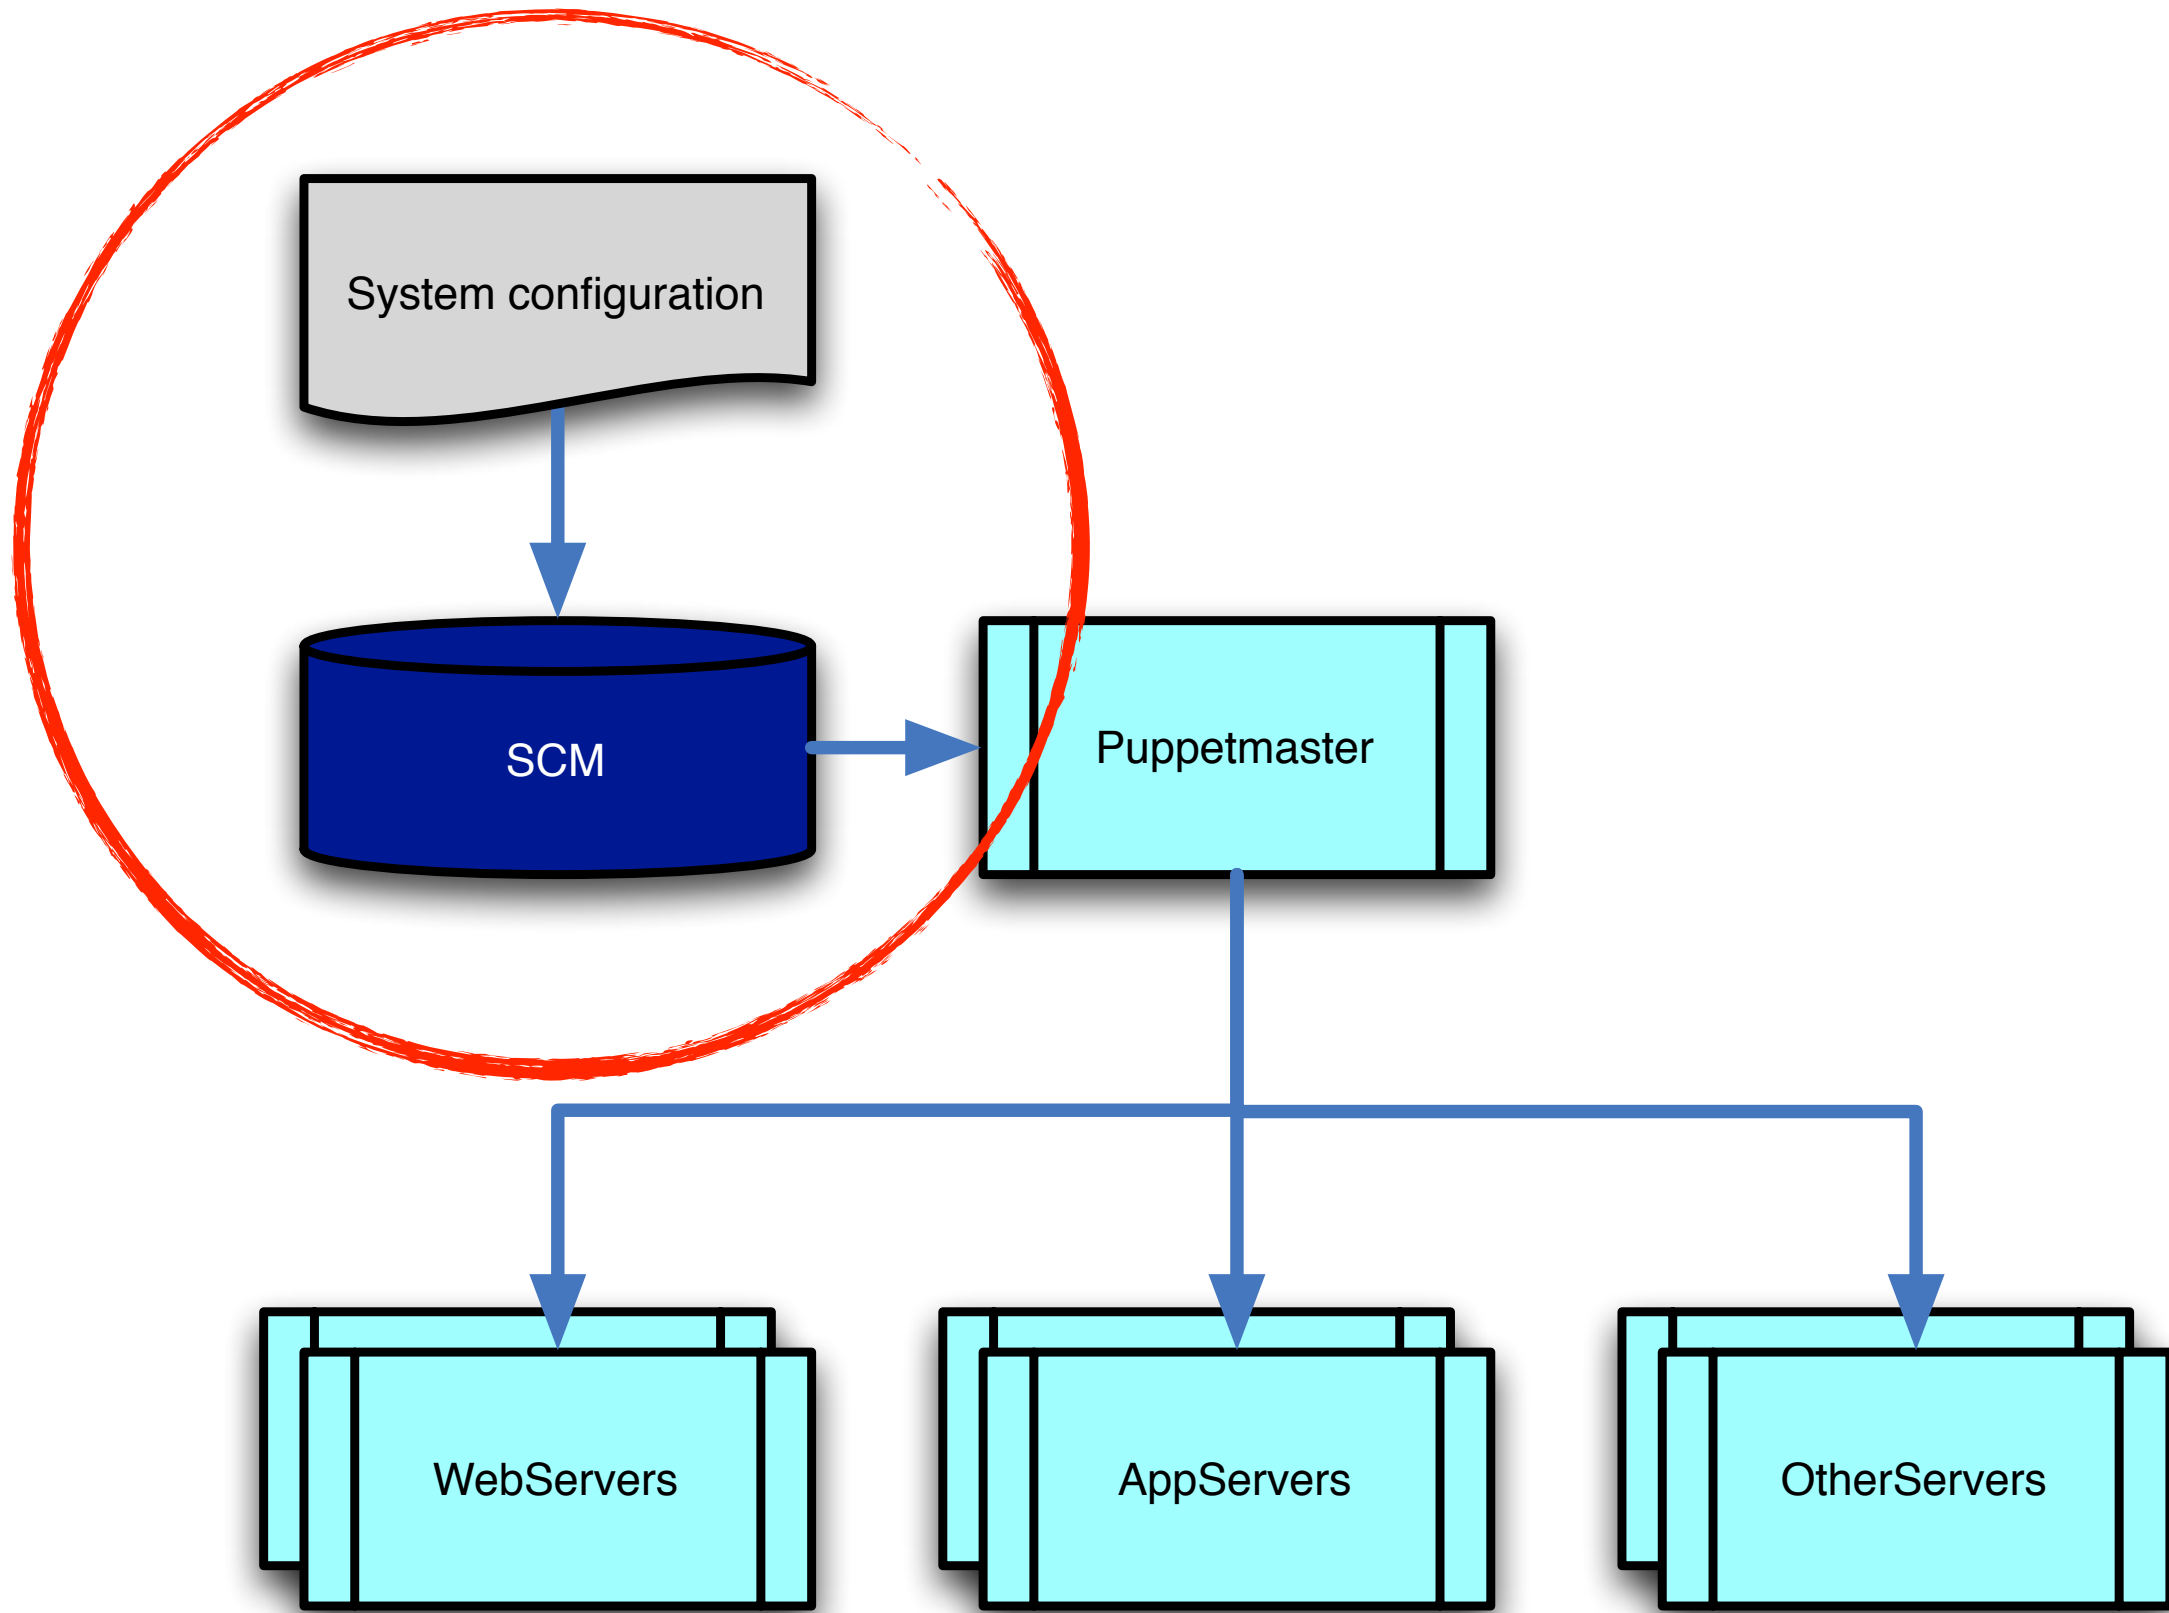 System configuration
SCM
Puppetmaster
WebServers
AppServers
OtherServers